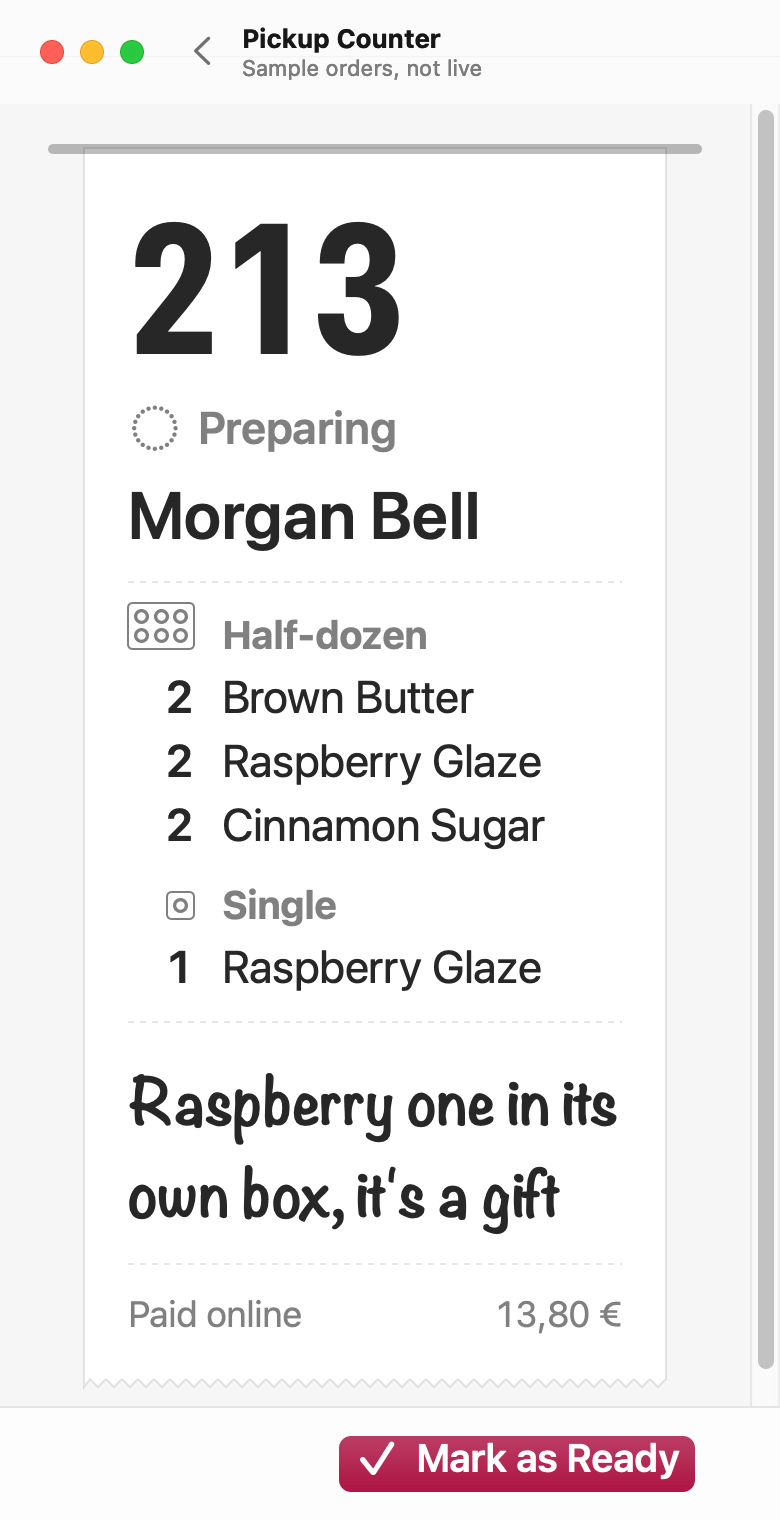 Pickup Counter
Sample orders, not live
213
Preparing
Morgan Bell
Half-dozen
2 Brown Butter
2 Raspberry Glaze
2 Cinnamon Sugar
Single
1 Raspberry Glaze
Raspberry one in its
own box, it's a gift
Paid online 13,80 €
Mark as Ready